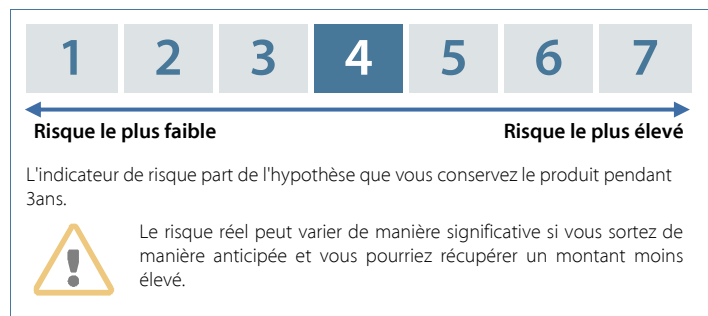 1 2 3 4 5 6 7
Risque le plus faible Risque le plus élevé
L'indicateur de risque part de l'hypothèse que vous conservez le produit pendant
3ans.
Le risque réel peut varier de manière significative si vous sortez de
manière anticipée et vous pourriez récupérer un montant moins
élevé.